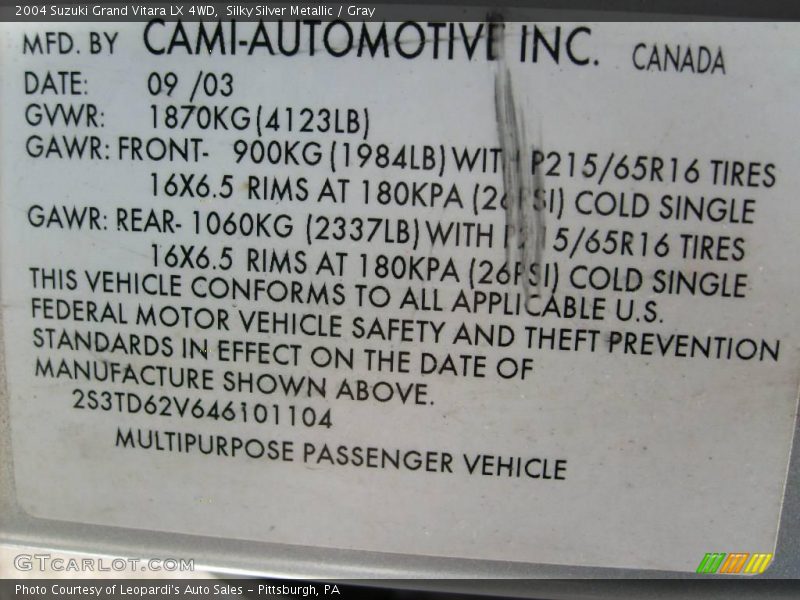 2004 Suzuki Grand Vitara LX 4WD,  Silky Silver Metallic / Gray
MFD. BY CAMI-AUTOMOTIVE INC. CANADA
DATE: 09 /03
GVWR: 1870KG(4123LB)
GAWR: FRONT- 900KG (1984LB) WITH P215/65R16 TIRES
16X6.5 RIMS AT 180KPA (26PSI) COLD SINGLE
GAWR: REAR- 1060KG (2337LB) WITH P215/65R16 TIRES
16X6.5 RIMS AT 180KPA (26PSI) COLD SINGLE
THIS VEHICLE CONFORMS TO ALL APPLICABLE U.S.
FEDERAL MOTOR VEHICLE SAFETY AND THEFT PREVENTION
STANDARDS IN EFFECT ON THE DATE OF
MANUFACTURE SHOWN ABOVE.
2S3TD62V646101104
MULTIPURPOSE PASSENGER VEHICLE
GTCARLOT.COM
Photo Courtesy of Leopardi's Auto Sales - Pittsburgh, PA